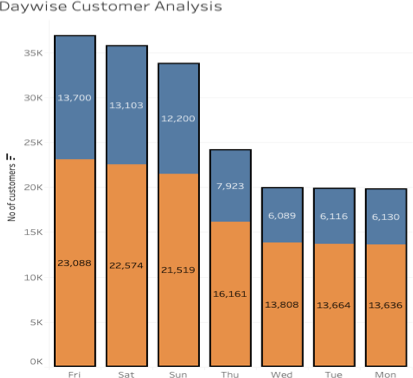 Daywise Customer Analysis
No of customers
35K
30K
25K
20K
15K
10K
5K
0K
13,700
13,103
12,200
7,923
6,089
6,116
6,130
23,088
22,574
21,519
16,161
13,808
13,664
13,636
Fri
Sat
Sun
Thu
Wed
Tue
Mon